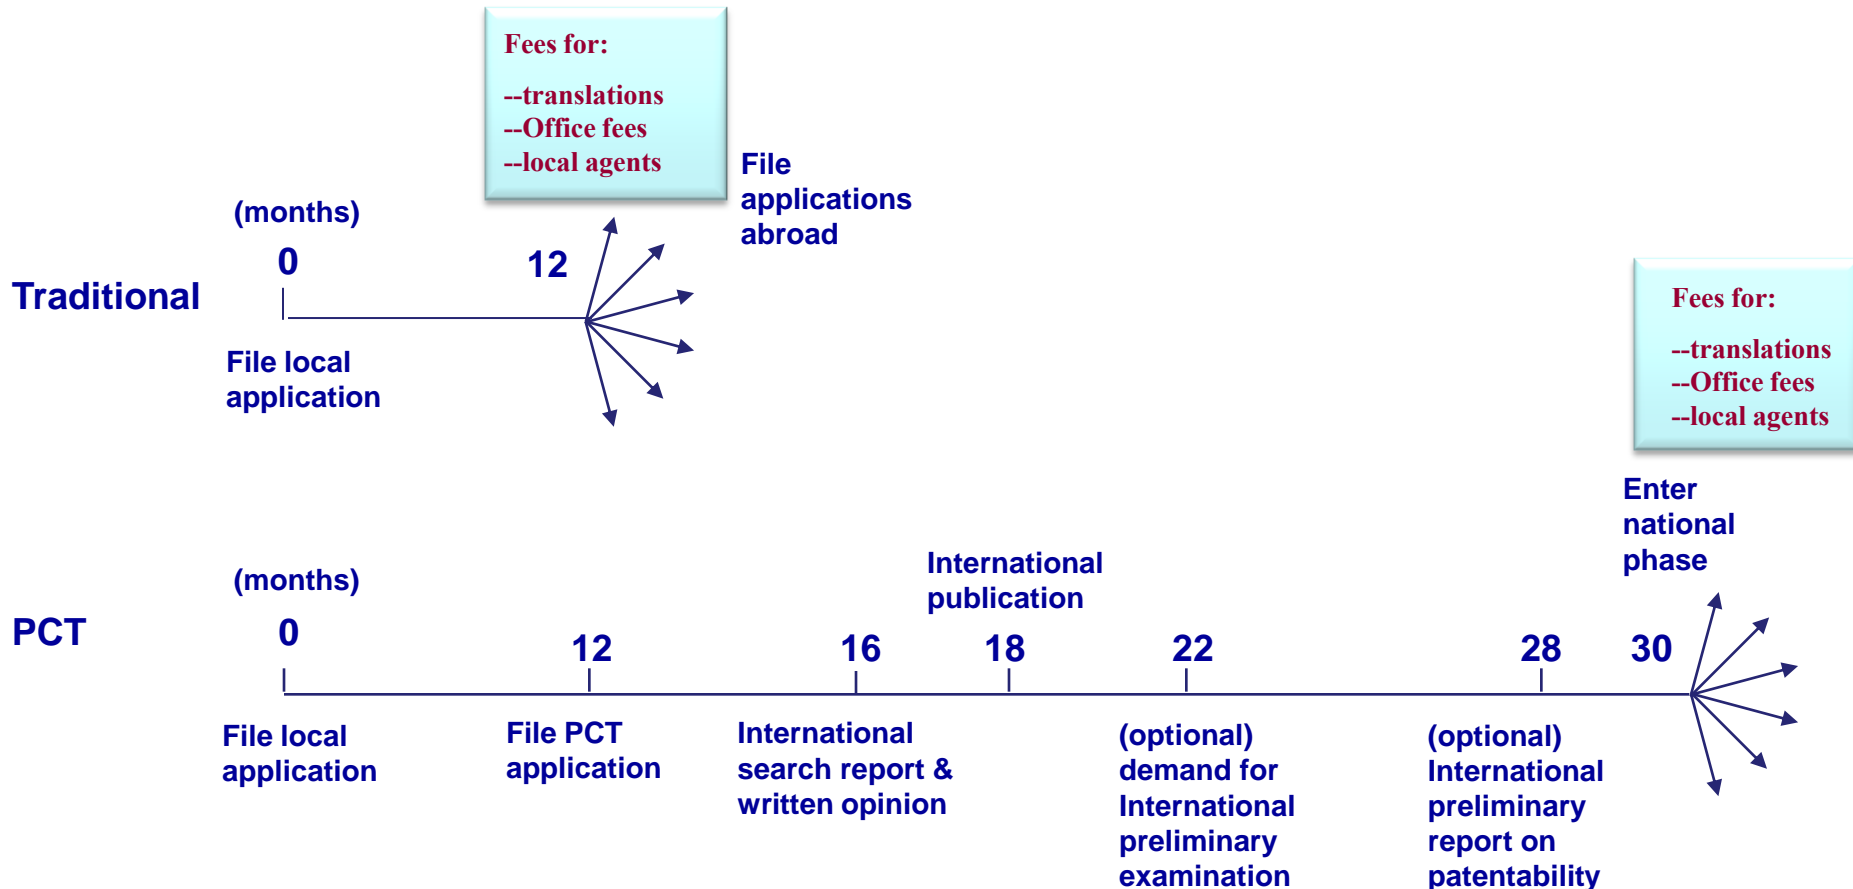 Fees for:
--translations
--Office fees
--local agents
File
applications
abroad
(months)
0
12
Traditional
File local
application
Fees for:
--translations
--Office fees
--local agents
Enter
national
phase
International
publication
(months)
PCT
0
12
16
18
22
28
30
File local
application
File PCT
application
International
search report &
written opinion
(optional)
demand for
International
preliminary
examination
(optional)
International
preliminary
report on
patentability